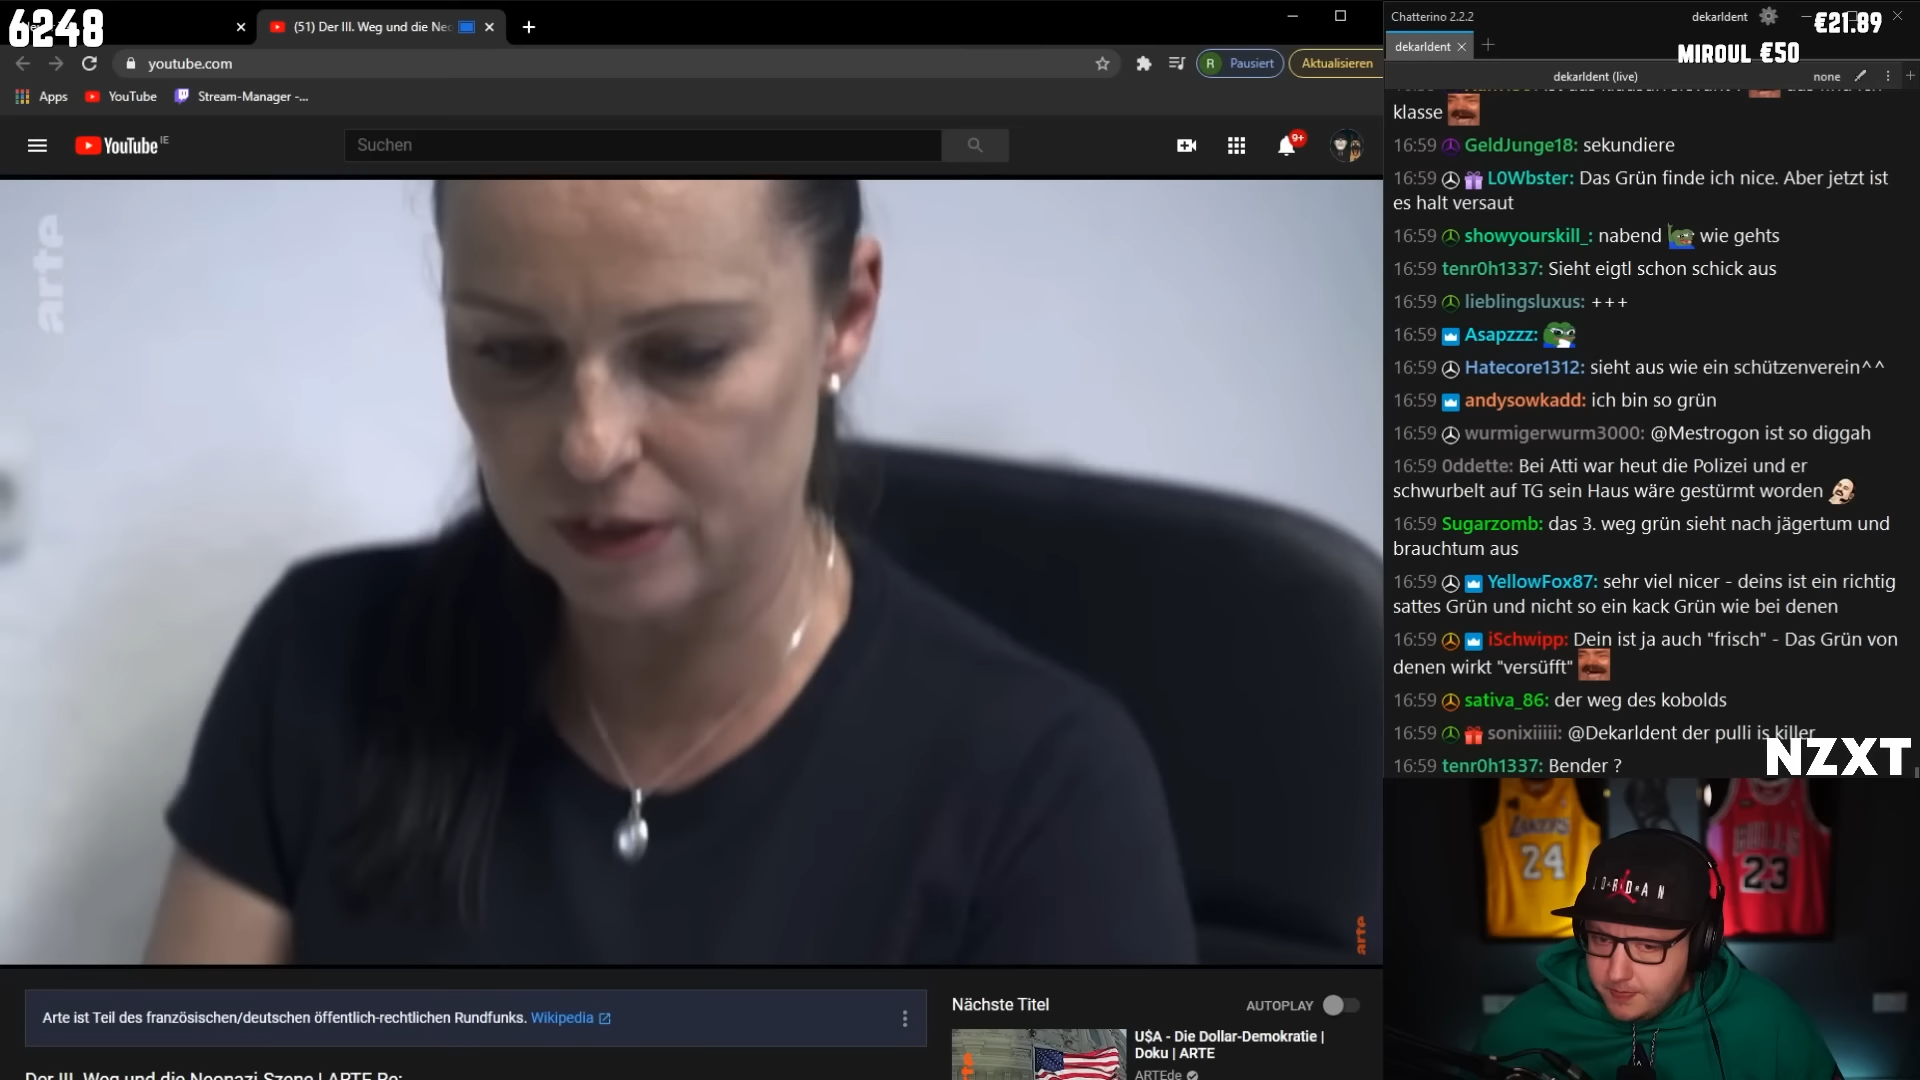 6248
(51) Der III. Weg und die Nec
youtube.com
R Pausiert
Aktualisieren
Apps
YouTube
Stream-Manager -...
YouTube IE
Suchen
9+
arte
arte
Arte ist Teil des französischen/deutschen öffentlich-rechtlichen Rundfunks. Wikipedia
Der III. Weg und die Neonazi Szene | ARTE Re:
Nächste Titel
AUTOPLAY
U$A - Die Dollar-Demokratie |
Doku | ARTE
ARTEde
Chatterino 2.2.2
dekarldent
€21.89
dekarldent
MIROUL €50
dekarldent (live)
none
klasse
16:59 GeldJunge18: sekundiere
16:59 L0Wbster: Das Grün finde ich nice. Aber jetzt ist
es halt versaut
16:59 showyourskill_: nabend wie gehts
16:59 tenr0h1337: Sieht eigtl schon schick aus
16:59 lieblingsluxus: +++
16:59 Asapzzz:
16:59 Hatecore1312: sieht aus wie ein schützenverein^^
16:59 andysowkadd: ich bin so grün
16:59 wurmigerwurm3000: @Mestrogon ist so diggah
16:59 0ddette: Bei Atti war heut die Polizei und er
schwurbelt auf TG sein Haus wäre gestürmt worden
16:59 Sugarzomb: das 3. weg grün sieht nach jägertum und
brauchtum aus
16:59 YellowFox87: sehr viel nicer - deins ist ein richtig
sattes Grün und nicht so ein kack Grün wie bei denen
16:59 iSchwipp: Dein ist ja auch "frisch" - Das Grün von
denen wirkt "versüfft"
16:59 sativa_86: der weg des kobolds
16:59 sonixiiiii: @Dekarldent der pulli is killer
16:59 tenr0h1337: Bender ?
NZXT
LAKERS
24
BULLS
23
JORDAN